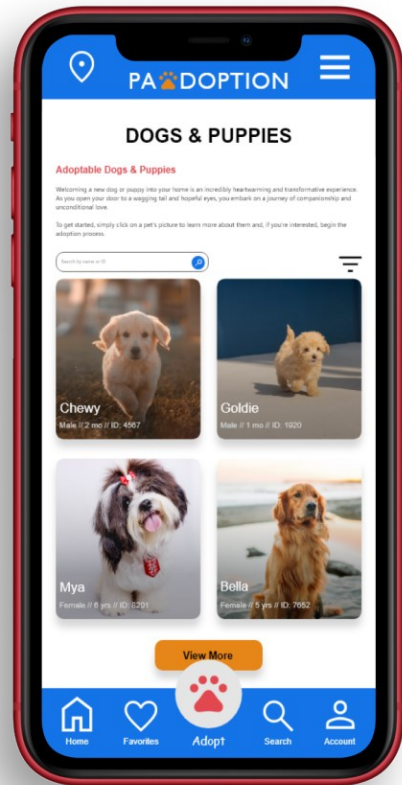 PAWDOPTION
DOGS & PUPPIES
Adoptable Dogs & Puppies
Welcoming a new dog or puppy into your home is an incredibly heartwarming and transformative experience.
As you open your door to a wagging tail and hopeful eyes, you embark on a journey of companionship and
unconditional love.
To get started, simply click on a pet's picture to learn more about them and, if you're interested, begin the
adoption process.
Search by name or ID
Chewy
Male // 2 mo // ID: 4567
Goldie
Male // 1 mo // ID: 1920
Mya
Female // 6 yrs // ID: 8201
Bella
Female // 5 yrs // ID: 7662
View More
Home
Favorites
Adopt
Search
Account